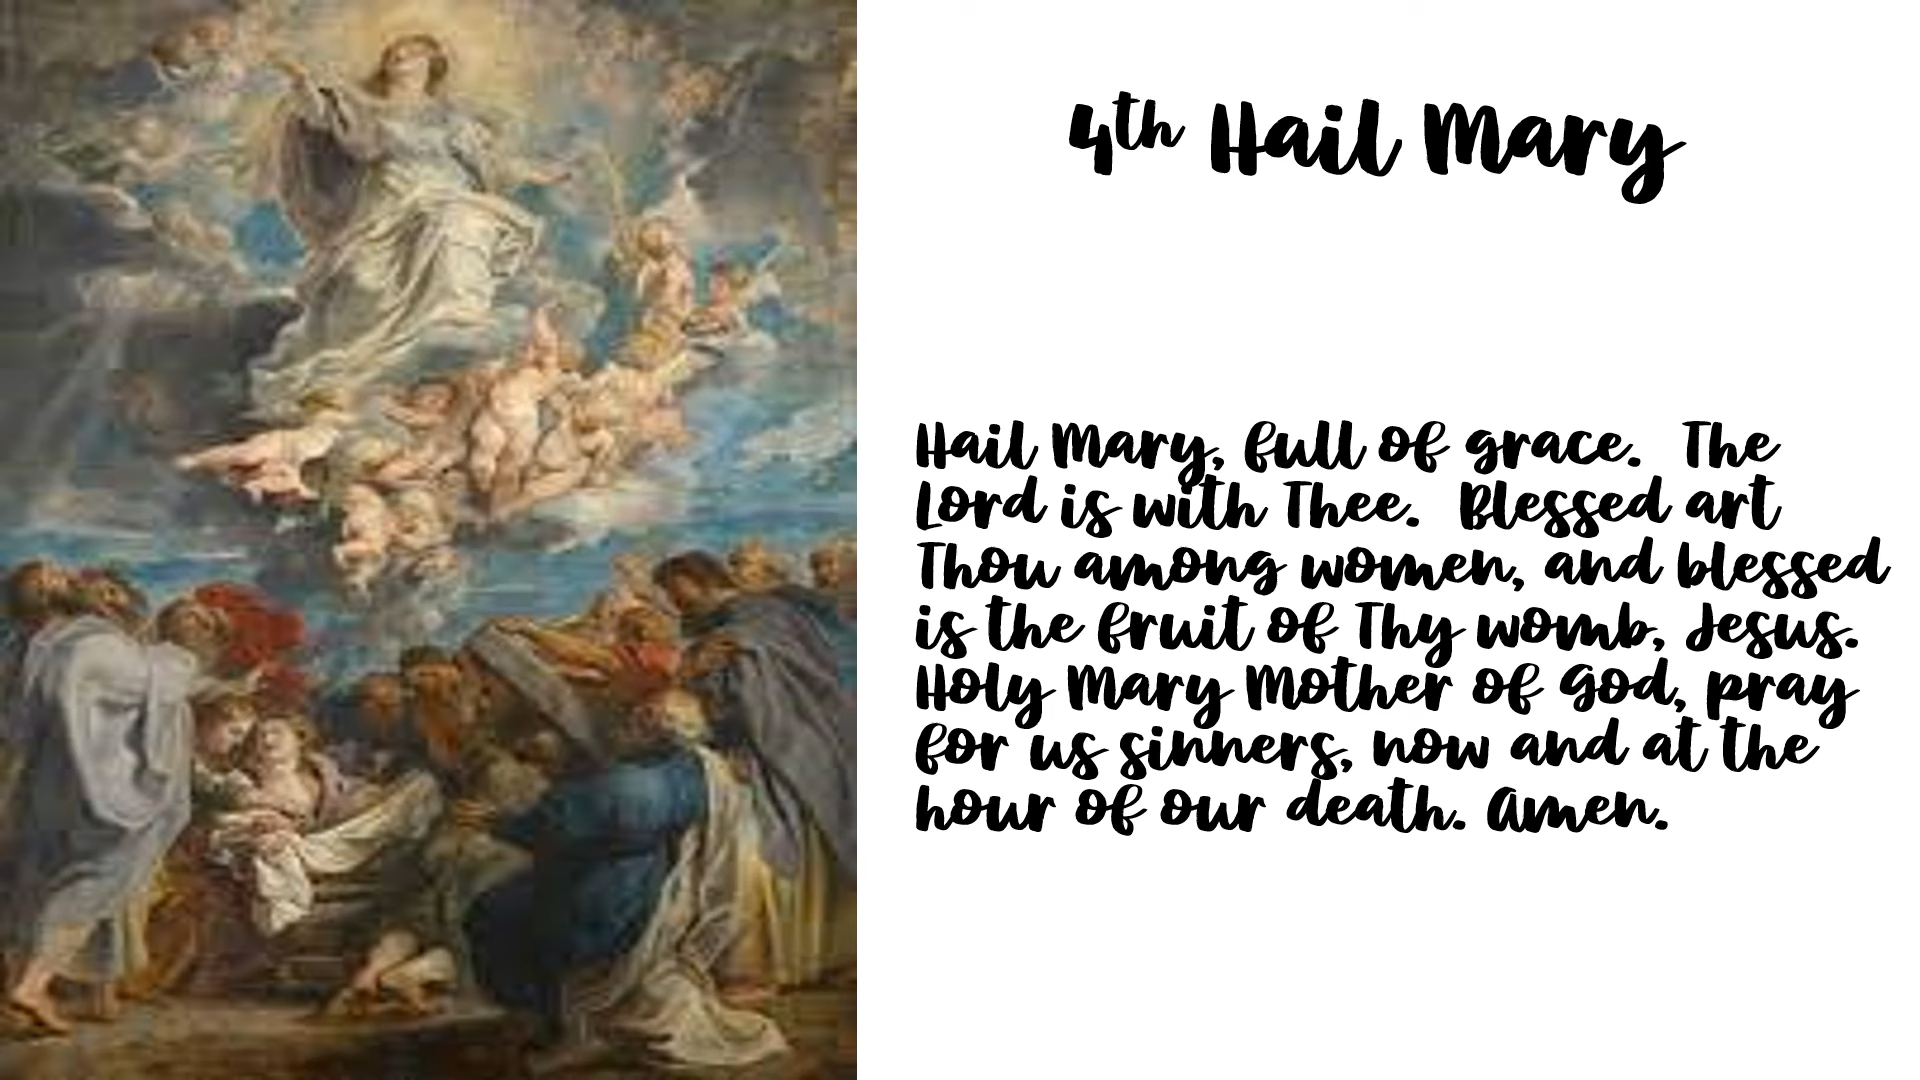 4th Hail Mary
Hail Mary, full of grace.  The
Lord is with Thee.  Blessed art
Thou among women, and blessed
is the fruit of Thy womb, Jesus.
Holy Mary Mother of God, pray
for us sinners, now and at the
hour of our death. Amen.